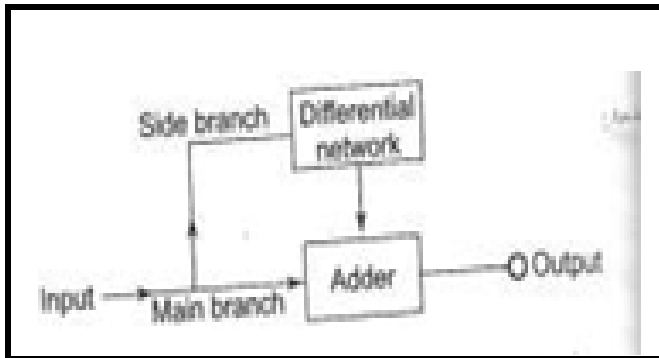 Side branch
Differential
network
Input
Main branch
Adder
Output